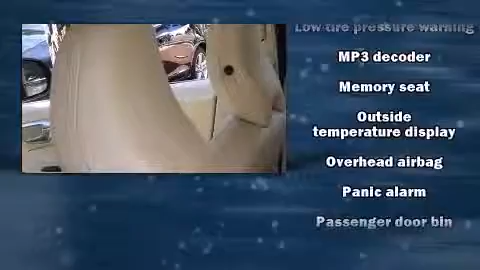 Low tire pressure warning
MP3 decoder
Memory seat
Outside
temperature display
Overhead airbag
Panic alarm
Passenger door bin